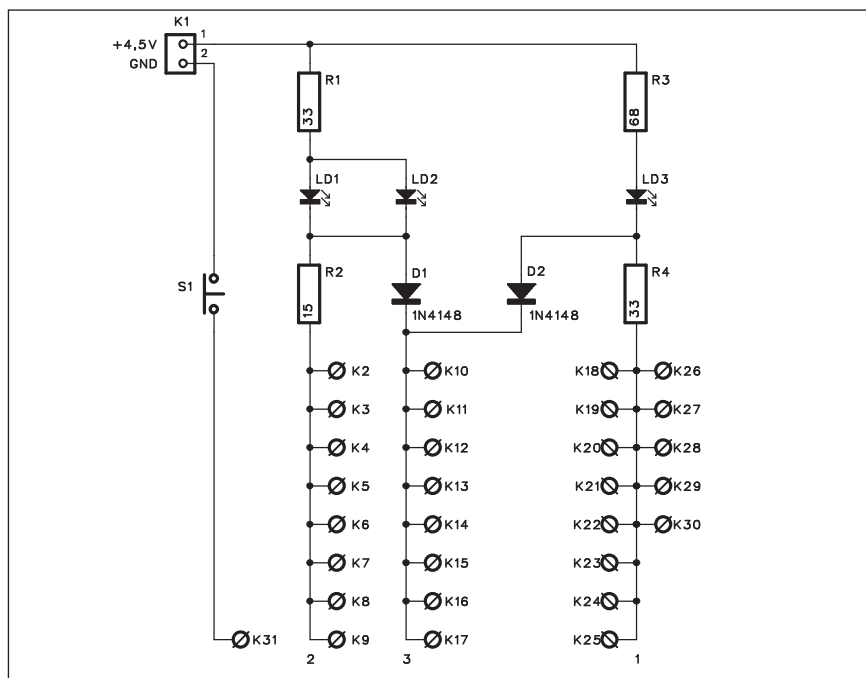 K1
+4,5V 1
GND 2
R1 R3
33 68
LD1 LD2 LD3
S1 R2 D1 D2 R4
15 1N4148 1N4148 33
K2 K10 K18 K26
K3 K11 K19 K27
K4 K12 K20 K28
K5 K13 K21 K29
K6 K14 K22 K30
K7 K15 K23
K8 K16 K24
K31 K9 K17 K25
2 3 1